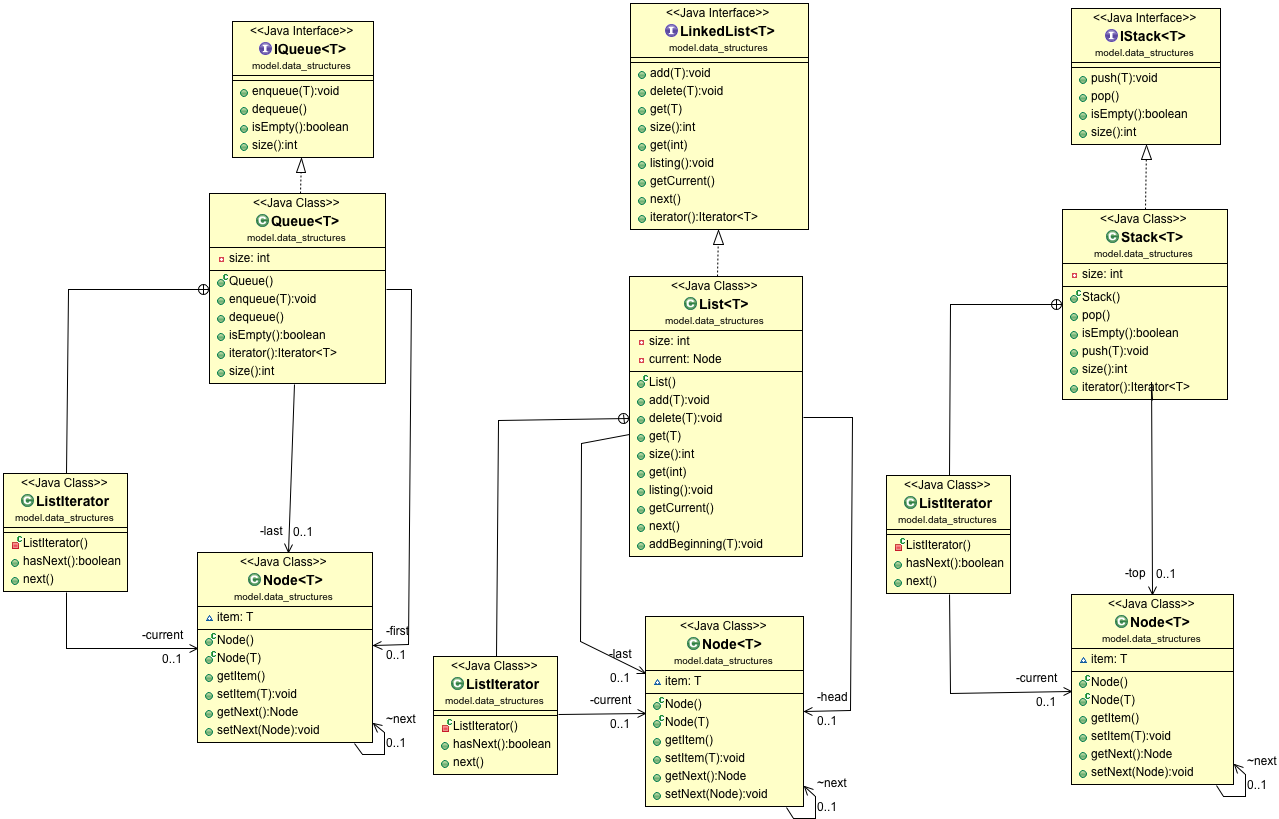 <<Java Interface>>
IQueue<T>
model.data_structures
enqueue(T):void
dequeue()
isEmpty():boolean
size():int
<<Java Class>>
Queue<T>
model.data_structures
size: int
Queue()
enqueue(T):void
dequeue()
isEmpty():boolean
iterator():Iterator<T>
size():int
<<Java Class>>
ListIterator
model.data_structures
ListIterator()
hasNext():boolean
next()
-last
0..1
-first
0..1
-current
0..1
<<Java Class>>
Node<T>
model.data_structures
item: T
Node()
Node(T)
getItem()
setItem(T):void
getNext():Node
setNext(Node):void
~next
0..1
<<Java Interface>>
LinkedList<T>
model.data_structures
add(T):void
delete(T):void
get(T)
size():int
get(int)
listing():void
getCurrent()
next()
iterator():Iterator<T>
<<Java Class>>
List<T>
model.data_structures
size: int
current: Node
List()
add(T):void
delete(T):void
get(T)
size():int
get(int)
listing():void
getCurrent()
next()
addBeginning(T):void
<<Java Class>>
ListIterator
model.data_structures
ListIterator()
hasNext():boolean
next()
-last
0..1
-current
0..1
-head
0..1
<<Java Class>>
Node<T>
model.data_structures
item: T
Node()
Node(T)
getItem()
setItem(T):void
getNext():Node
setNext(Node):void
~next
0..1
<<Java Interface>>
IStack<T>
model.data_structures
push(T):void
pop()
isEmpty():boolean
size():int
<<Java Class>>
Stack<T>
model.data_structures
size: int
Stack()
pop()
isEmpty():boolean
push(T):void
size():int
iterator():Iterator<T>
<<Java Class>>
ListIterator
model.data_structures
ListIterator()
hasNext():boolean
next()
-top
0..1
-current
0..1
<<Java Class>>
Node<T>
model.data_structures
item: T
Node()
Node(T)
getItem()
setItem(T):void
getNext():Node
setNext(Node):void
~next
0..1